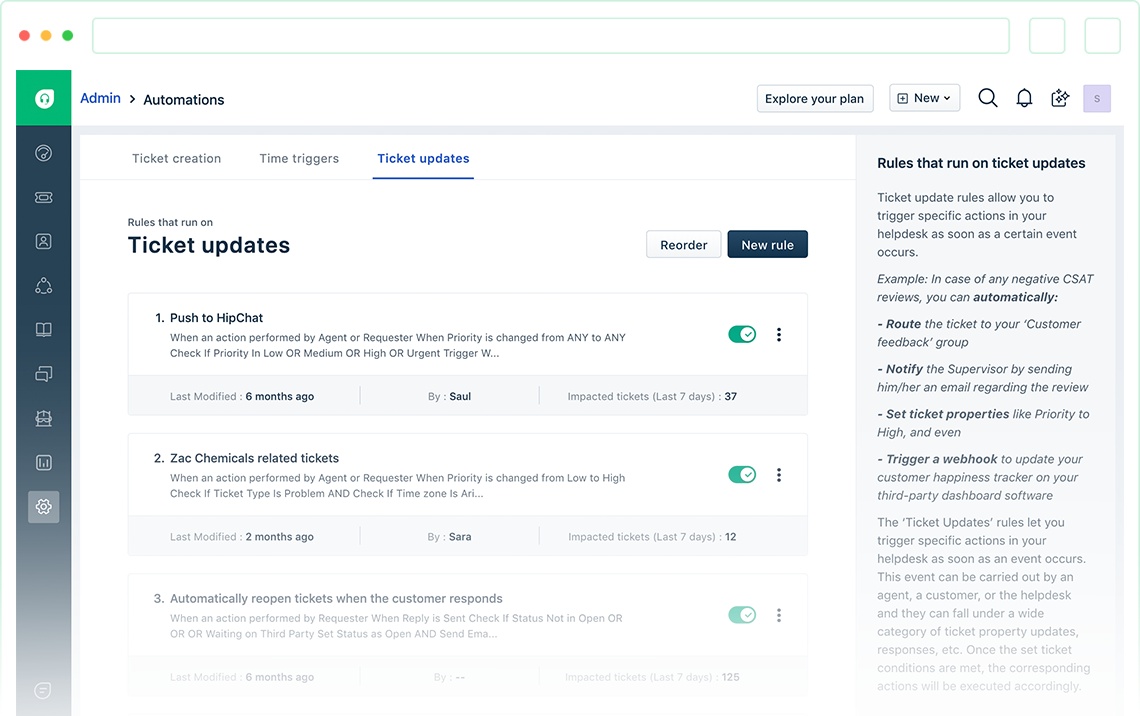 Admin > Automations
Explore your plan
New
S
Ticket creation
Time triggers
Ticket updates
Rules that run on
Ticket updates
Reorder
New rule
1. Push to HipChat
When an action performed by Agent or Requester When Priority is changed from ANY to ANY
Check If Priority In Low OR Medium OR High OR Urgent Trigger W...
Last Modified : 6 months ago
By : Saul
Impacted tickets (Last 7 days) : 37
2. Zac Chemicals related tickets
When an action performed by Agent or Requester When Priority is changed from Low to High
Check If Ticket Type Is Problem AND Check If Time zone Is Ari...
Last Modified : 2 months ago
By : Sara
Impacted tickets (Last 7 days) : 12
3. Automatically reopen tickets when the customer responds
When an action performed by Requester When Reply is Sent Check If Status Not in Open OR
OR OR Waiting on Third Party Set Status as Open AND Send Ema...
Last Modified : 6 months ago
By : --
Impacted tickets (Last 7 days) : 125
Rules that run on ticket updates
Ticket update rules allow you to
trigger specific actions in your
helpdesk as soon as a certain event
occurs.
Example: In case of any negative CSAT
reviews, you can automatically:
- Route the ticket to your ‘Customer
feedback’ group
- Notify the Supervisor by sending
him/her an email regarding the review
- Set ticket properties like Priority to
High, and even
- Trigger a webhook to update your
customer happiness tracker on your
third-party dashboard software
The ‘Ticket Updates’ rules let you
trigger specific actions in your
helpdesk as soon as an event occurs.
This event can be carried out by an
agent, a customer, or the helpdesk
and they can fall under a wide
category of ticket property updates,
responses, etc. Once the set ticket
conditions are met, the corresponding
actions will be executed accordingly.